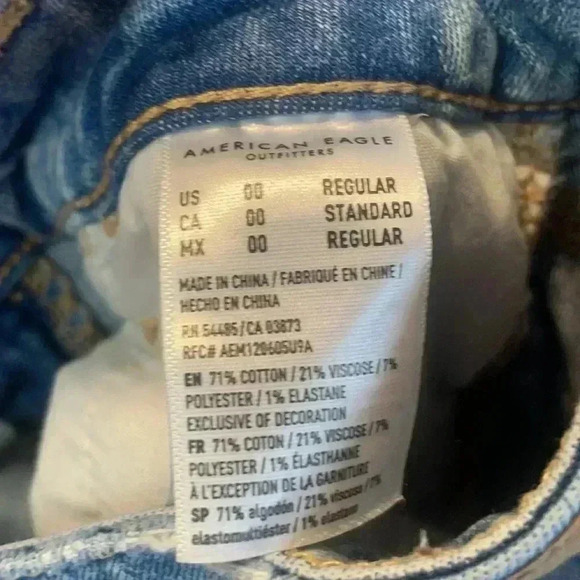 AMERICAN EAGLE
OUTFITTERS
US 00 REGULAR
CA 00 STANDARD
MX 00 REGULAR
MADE IN CHINA / FABRIQUÉ EN CHINE /
HECHO EN CHINA
RN 54485/CA 03873
RFC# AEM120605U9A
EN 71% COTTON / 21% VISCOSE / 7%
POLYESTER / 1% ELASTANE
EXCLUSIVE OF DECORATION
FR 71% COTON / 21% VISCOSE / 7%
POLYESTER / 1% ÉLASTHANNE
À L'EXCEPTION DE LA GARNITURE
SP 71% algodón / 21% viscosa / 7%
elastomultiéster / 1% elastano